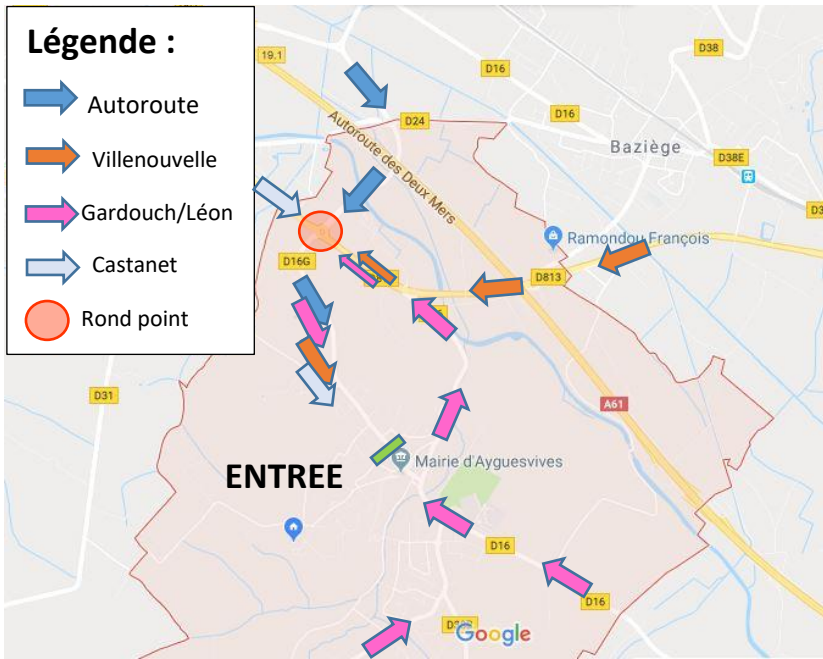 Légende :
Autoroute
Villenouvelle
Gardouch/Léon
Castanet
Rond point
19.1
D16
D38
D24
D16
Autoroute des Deux Mers
Baziège
D38E
Ramondou François
D16G
D813
D31
A61
Mairie d'Ayguesvives
ENTREE
D16
D16
Google